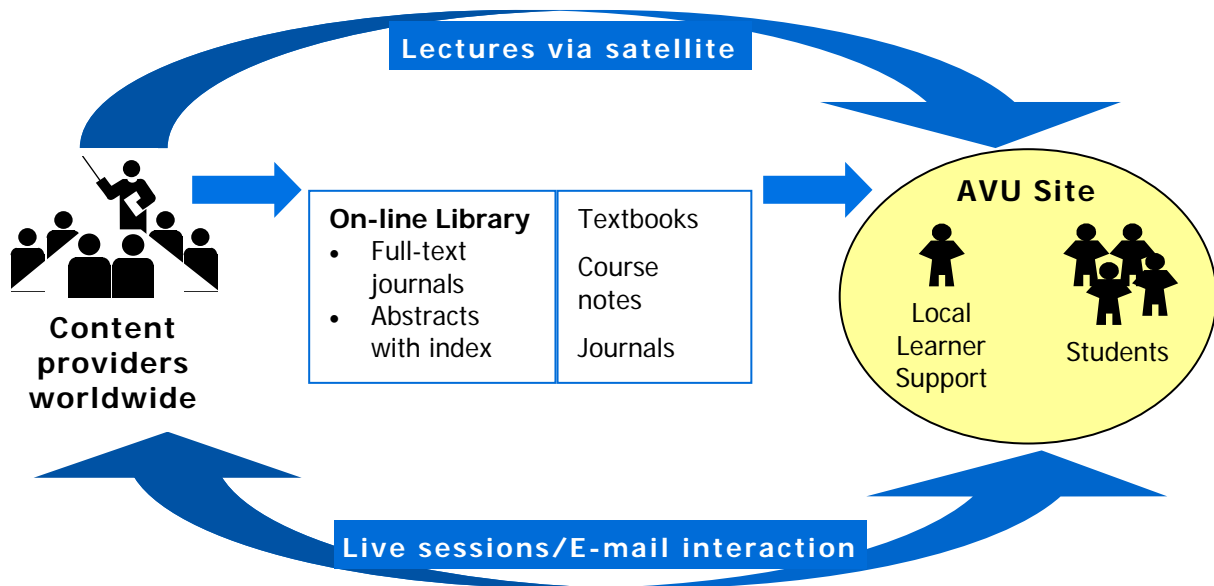 Lectures via satellite
Content
providers
worldwide
On-line Library
• Full-text
journals
• Abstracts
with index
Textbooks
Course
notes
Journals
AVU Site
Local
Learner
Support
Students
Live sessions/E-mail interaction